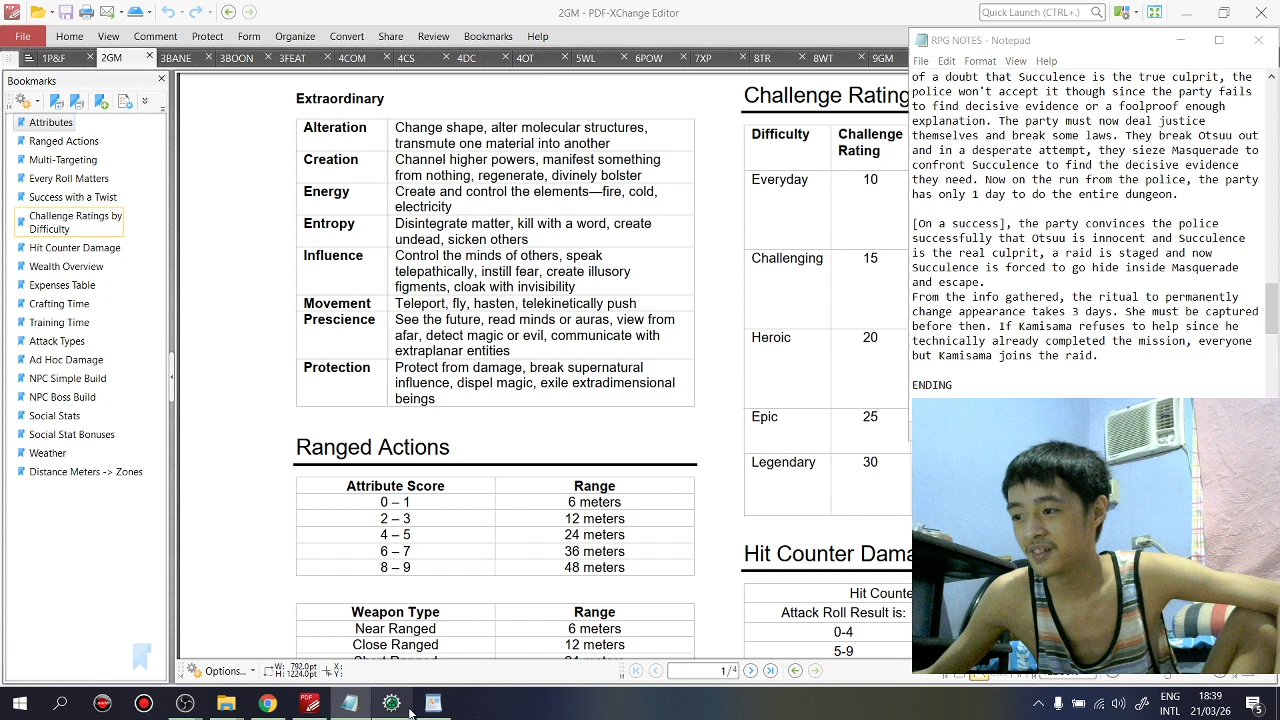 2GM - PDF-XChange Editor
Quick Launch (CTRL+.)
File Home View Comment Protect Form Organize Convert Share Review Bookmarks Help
1P&F 2GM 3BANE 3BOON 3FEAT 4COM 4CS 4DC 4OT 5WL 6POW 7XP 8TR 8WT 9GM
Bookmarks
Attributes
Ranged Actions
Multi-Targeting
Every Roll Matters
Success with a Twist
Challenge Ratings by
Difficulty
Hit Counter Damage
Wealth Overview
Expenses Table
Crafting Time
Training Time
Attack Types
Ad Hoc Damage
NPC Simple Build
NPC Boss Build
Social Stats
Social Stat Bonuses
Weather
Distance Meters -> Zones
Extraordinary
Alteration Change shape, alter molecular structures,
transmute one material into another
Creation Channel higher powers, manifest something
from nothing, regenerate, divinely bolster
Energy Create and control the elements—fire, cold,
electricity
Entropy Disintegrate matter, kill with a word, create
undead, sicken others
Influence Control the minds of others, speak
telepathically, instill fear, create illusory
figments, cloak with invisibility
Movement Teleport, fly, hasten, telekinetically push
Prescience See the future, read minds or auras, view from
afar, detect magic or evil, communicate with
extraplanar entities
Protection Protect from damage, break supernatural
influence, dispel magic, exile extradimensional
beings
Ranged Actions
Attribute Score Range
0 – 1 6 meters
2 – 3 12 meters
4 – 5 24 meters
6 – 7 36 meters
8 – 9 48 meters
Weapon Type Range
Near Ranged 6 meters
Close Ranged 12 meters
Challenge Rating
Difficulty Challenge
Rating
Everyday 10
Challenging 15
Heroic 20
Epic 25
Legendary 30
Hit Counter Dama
Hit Counte
Attack Roll Result is:
0-4
5-9
RPG NOTES - Notepad
File Edit Format View Help
of a doubt that Succulence is the true culprit, the
police won't accept it though since the party fails
to find decisive evidence or a foolproof enough
explanation. The party must now deal justice
themselves and break some laws. They break Otsuu out
and in a desperate attempt, they sieze Masquerade to
confront Succulence to find the decisive evidence
they need. Now on the run from the police, the party
has only 1 day to do the entire dungeon.
[On a success], the party convinces the police
successfully that Otsuu is innocent and Succulence
is the real culprit, a raid is staged and now
Succulence is forced to go hide inside Masquerade
and escape.
From the info gathered, the ritual to permanently
change appearance takes 3 days. She must be captured
before then. If Kamisama refuses to help since he
technically already completed the mission, everyone
but Kamisama joins the raid.
ENDING
Options...
W: 792.0pt
H: 1224.0pt
X:
Y:
1/4
ENG
INTL
18:39
21/03/26
5